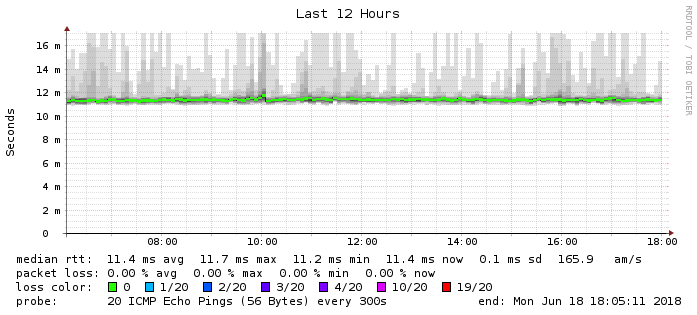 Last 12 Hours
RRDTOOL / TOBI OETIKER
Seconds
16 m
14 m
12 m
10 m
8 m
6 m
4 m
2 m
0
08:00 10:00 12:00 14:00 16:00 18:00
median rtt: 11.4 ms avg 11.7 ms max 11.2 ms min 11.4 ms now 0.1 ms sd 165.9 am/s
packet loss: 0.00 % avg 0.00 % max 0.00 % min 0.00 % now
loss color: 0 1/20 2/20 3/20 4/20 10/20 19/20
probe: 20 ICMP Echo Pings (56 Bytes) every 300s end: Mon Jun 18 18:05:11 2018